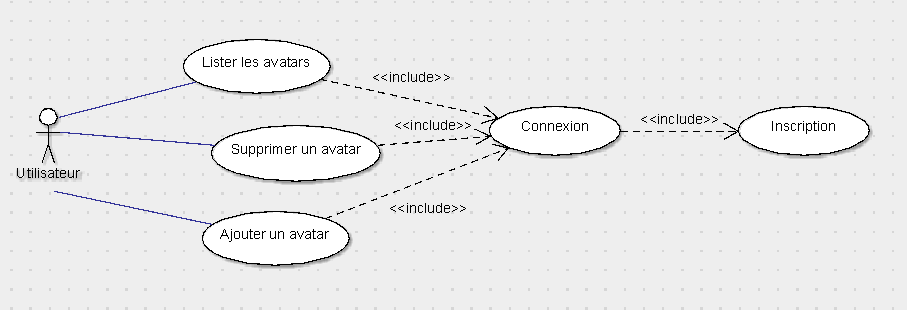 Lister les avatars
<<include>>
Supprimer un avatar
<<include>>
Connexion
<<include>>
Inscription
Utilisateur
Ajouter un avatar
<<include>>